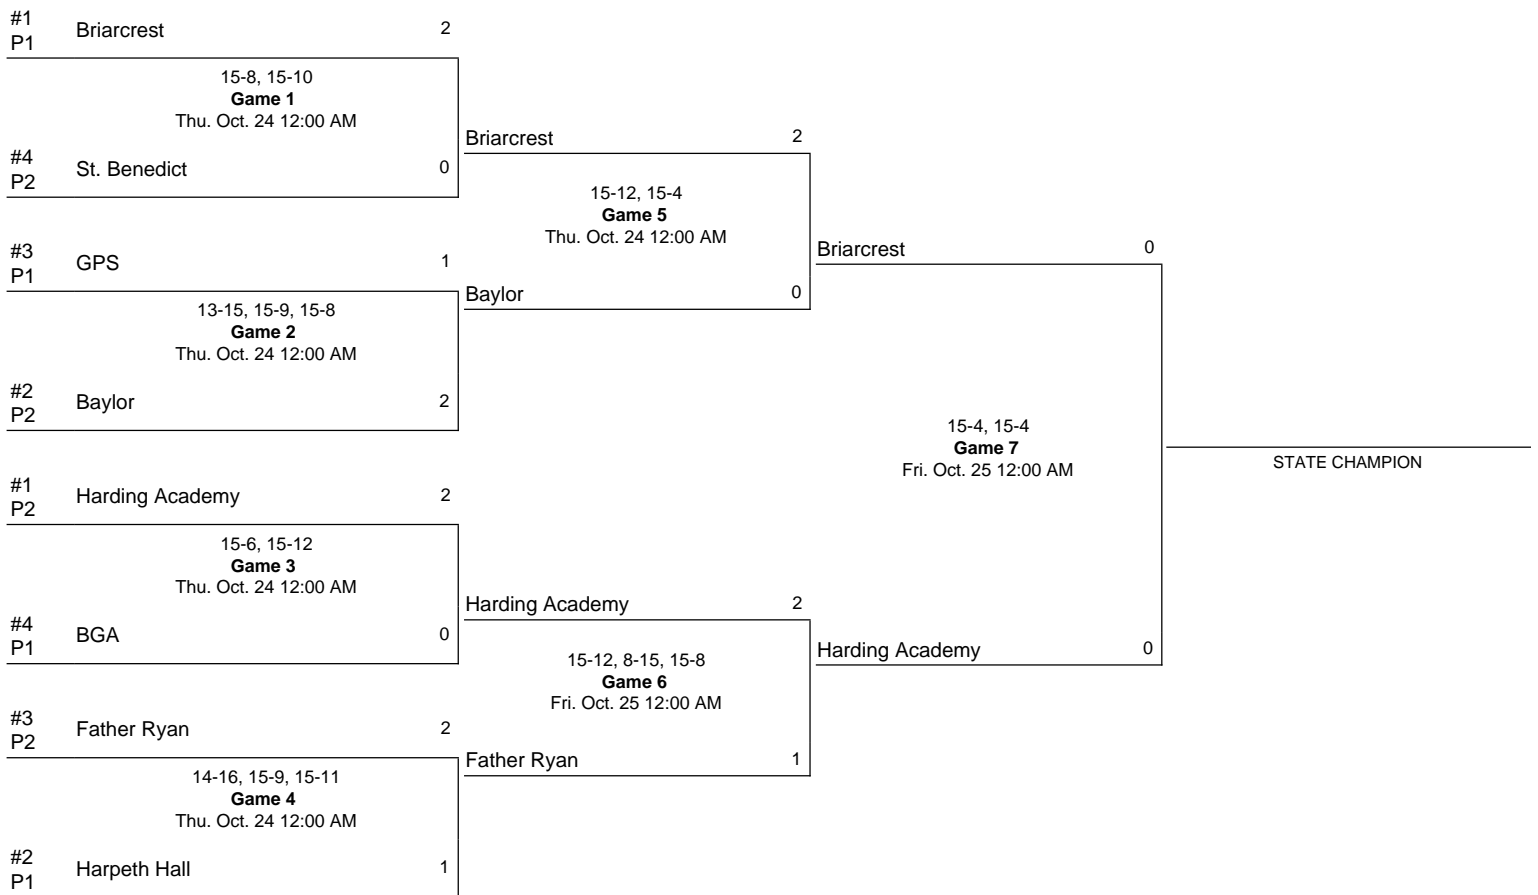 #1
P1
Briarcrest 2
15-8, 15-10
Game 1
Thu. Oct. 24 12:00 AM
#4
P2
St. Benedict 0
#3
P1
GPS 1
13-15, 15-9, 15-8
Game 2
Thu. Oct. 24 12:00 AM
#2
P2
Baylor 2
#1
P2
Harding Academy 2
15-6, 15-12
Game 3
Thu. Oct. 24 12:00 AM
#4
P1
BGA 0
#3
P2
Father Ryan 2
14-16, 15-9, 15-11
Game 4
Thu. Oct. 24 12:00 AM
#2
P1
Harpeth Hall 1
Briarcrest 2
15-12, 15-4
Game 5
Thu. Oct. 24 12:00 AM
Baylor 0
Harding Academy 2
15-12, 8-15, 15-8
Game 6
Fri. Oct. 25 12:00 AM
Father Ryan 1
Briarcrest 0
15-4, 15-4
Game 7
Fri. Oct. 25 12:00 AM
Harding Academy 0
STATE CHAMPION